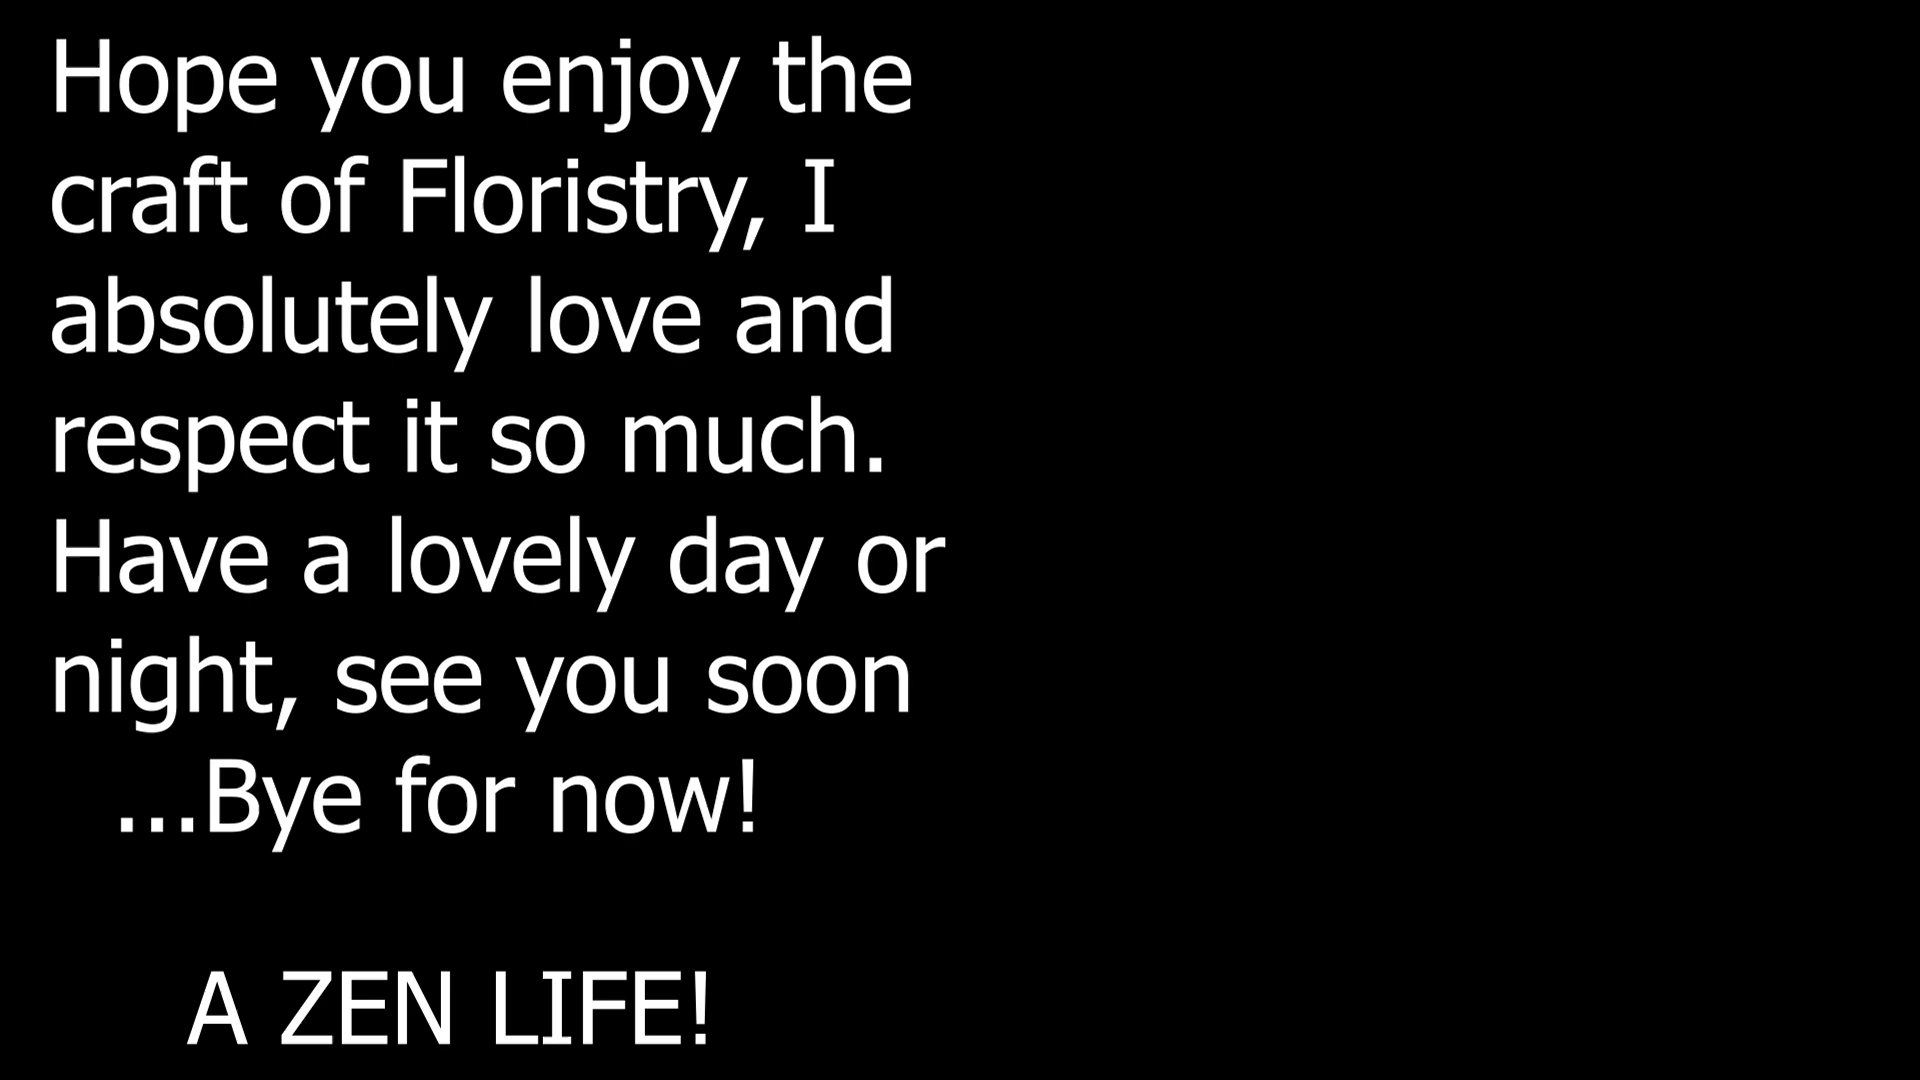 Hope you enjoy the
craft of Floristry, I
absolutely love and
respect it so much.
Have a lovely day or
night, see you soon
...Bye for now!
A ZEN LIFE!